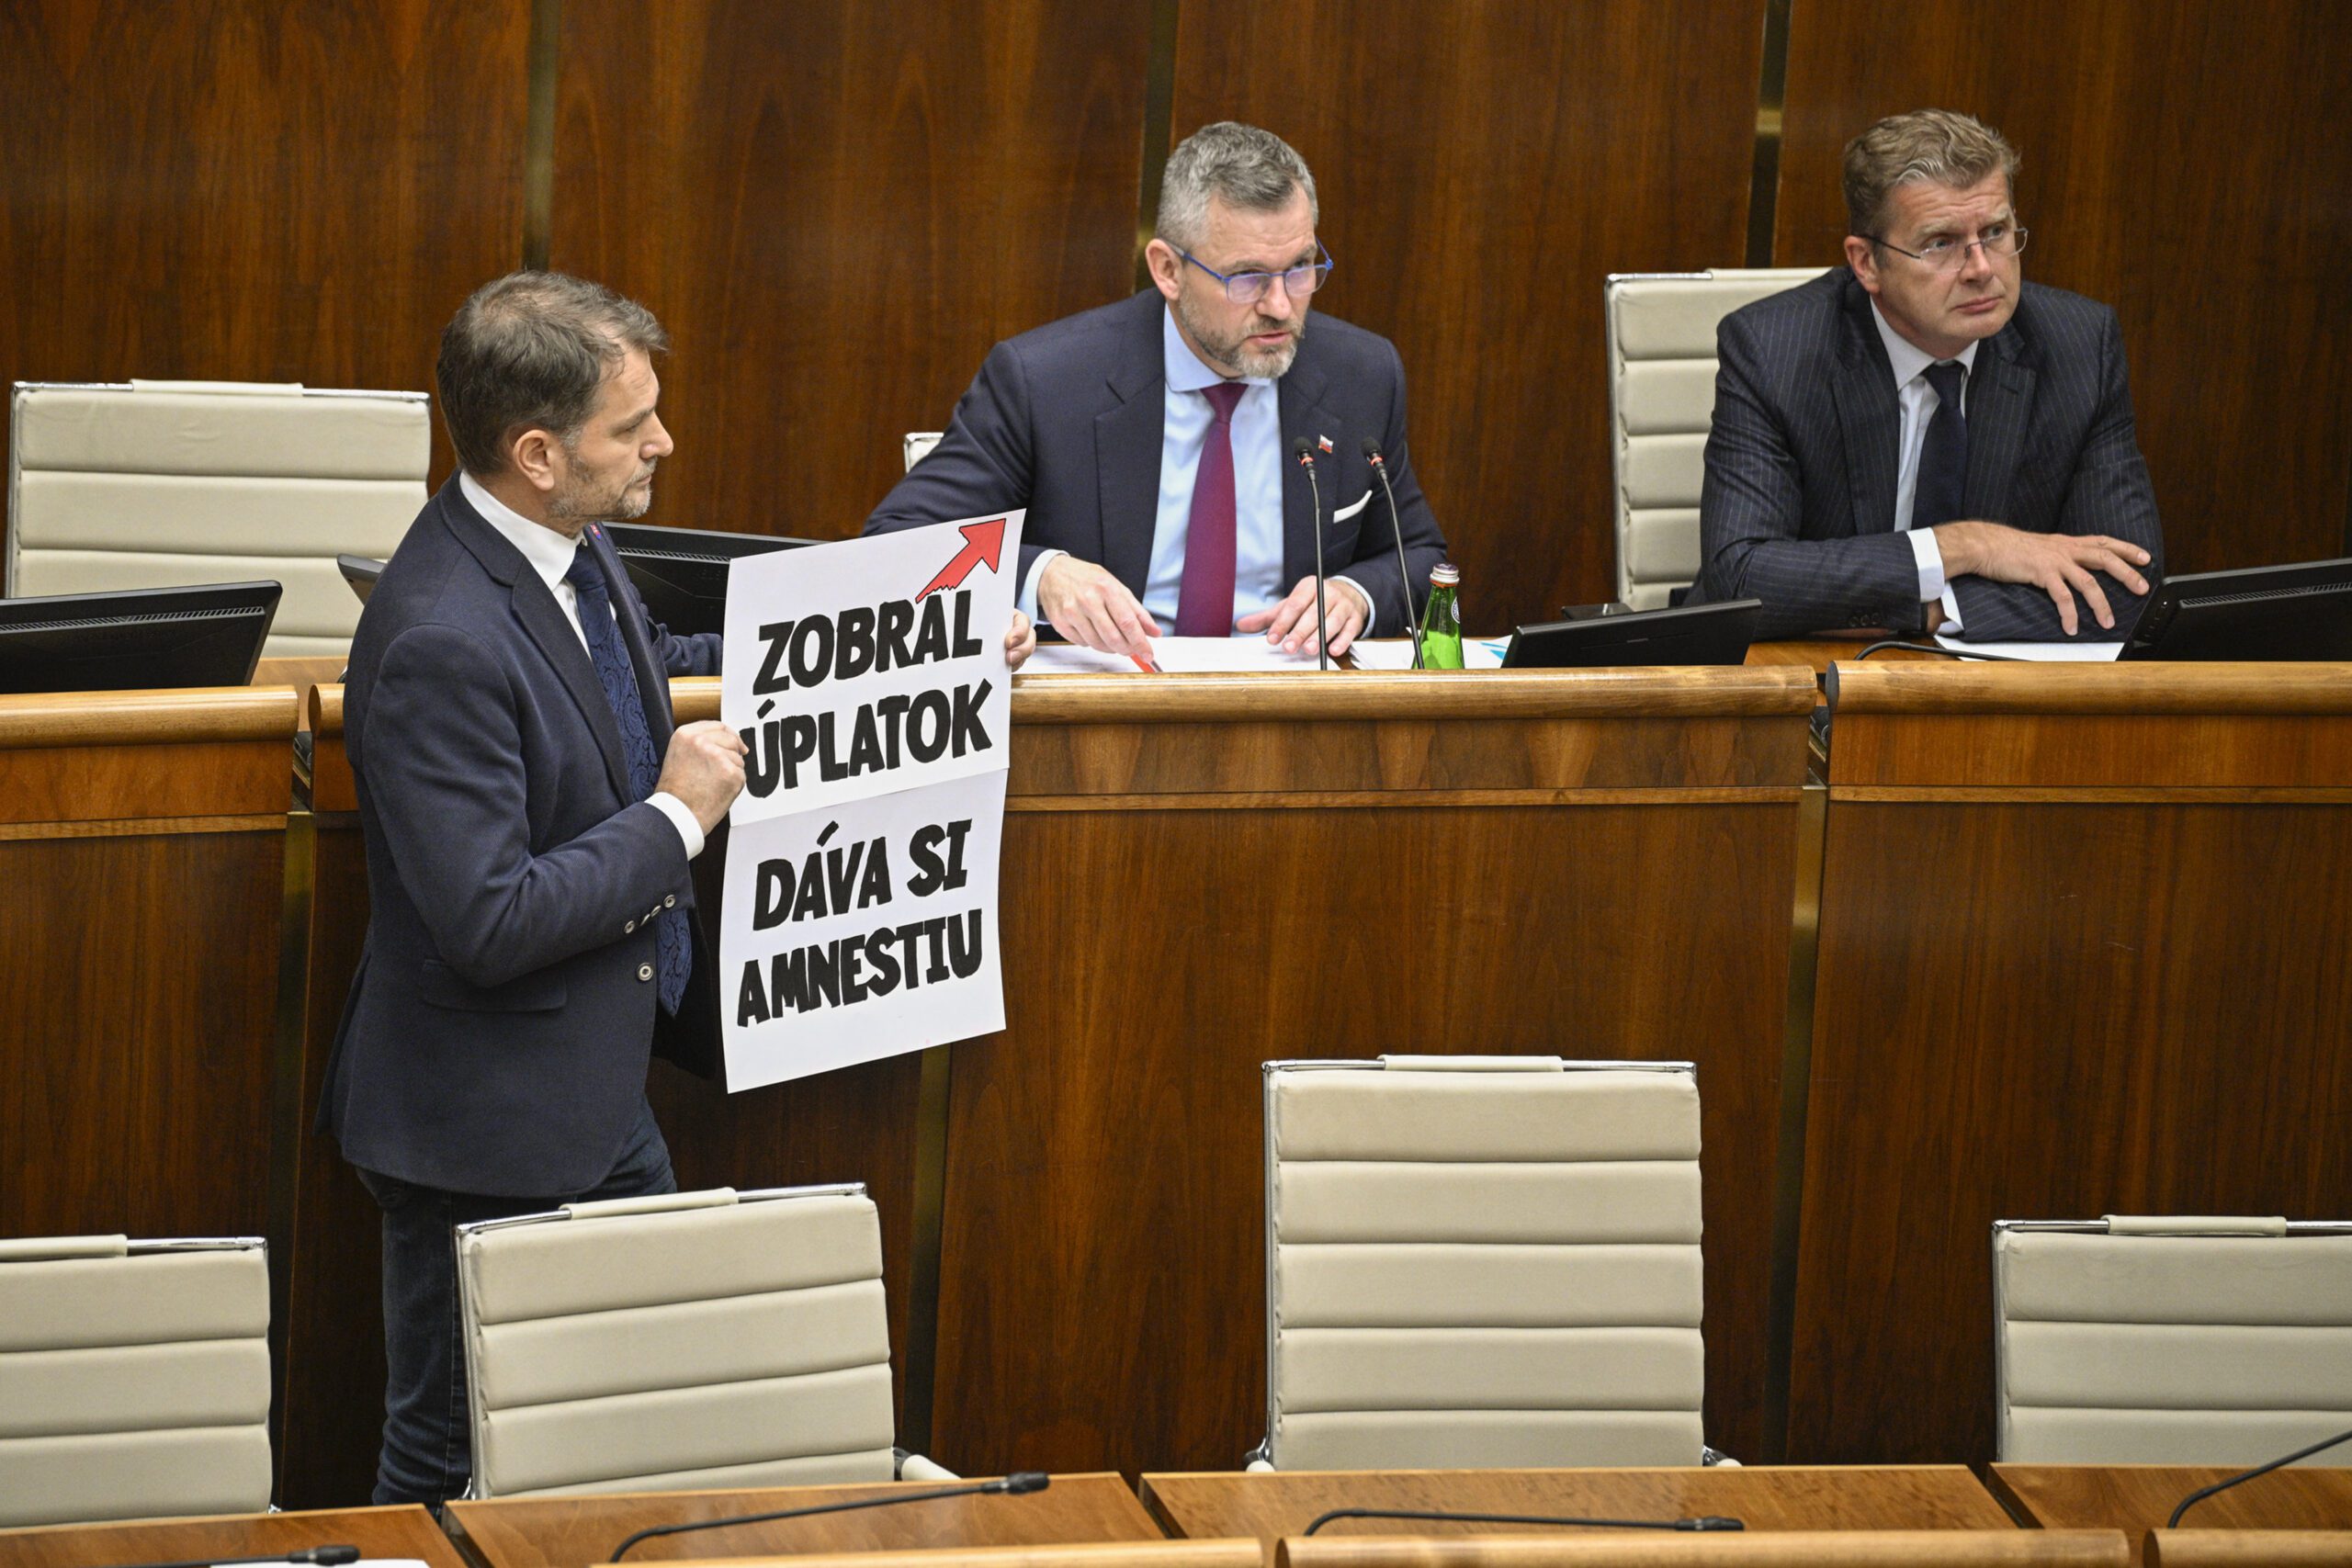 ZOBRAL
ÚPLATOK
DÁVA SI
AMNESTIU